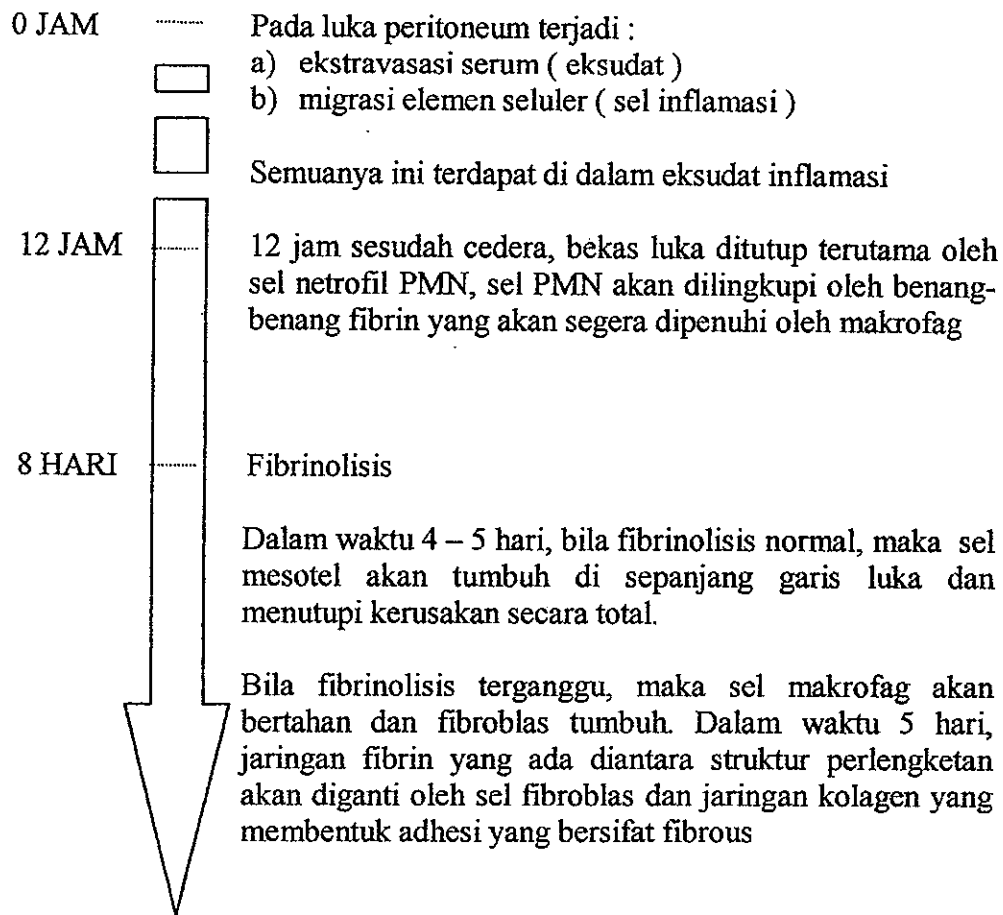 0 JAM Pada luka peritoneum terjadi :
a) ekstravasasi serum ( eksudat )
b) migrasi elemen seluler ( sel inflamasi )
Semuanya ini terdapat di dalam eksudat inflamasi
12 JAM 12 jam sesudah cedera, bekas luka ditutup terutama oleh
sel netrofil PMN, sel PMN akan dilingkupi oleh benang-
benang fibrin yang akan segera dipenuhi oleh makrofag
8 HARI Fibrinolisis
Dalam waktu 4 – 5 hari, bila fibrinolisis normal, maka sel
mesotel akan tumbuh di sepanjang garis luka dan
menutupi kerusakan secara total.
Bila fibrinolisis terganggu, maka sel makrofag akan
bertahan dan fibroblas tumbuh. Dalam waktu 5 hari,
jaringan fibrin yang ada diantara struktur perlengketan
akan diganti oleh sel fibroblas dan jaringan kolagen yang
membentuk adhesi yang bersifat fibrous